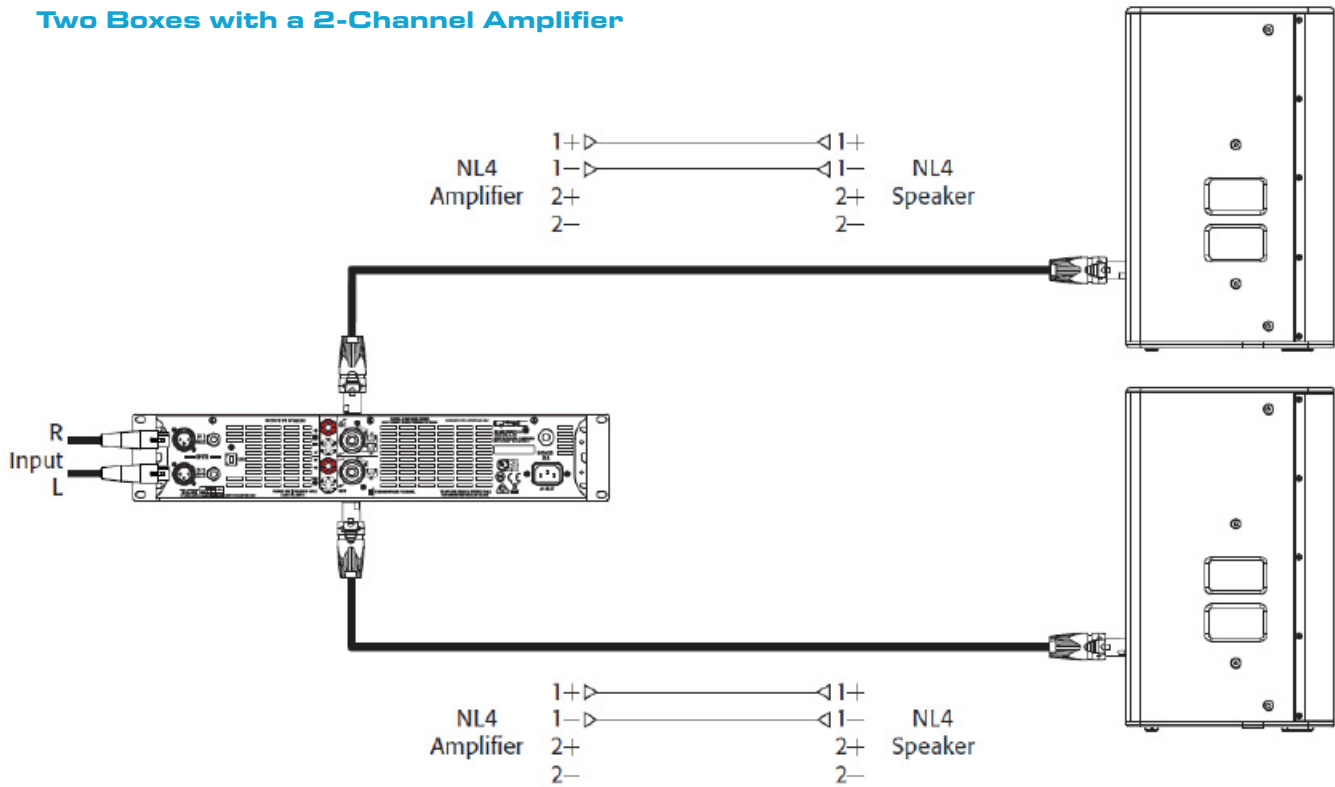 Two Boxes with a 2-Channel Amplifier
1+ 1+
NL4 1− 1− NL4
Amplifier 2+ 2+ Speaker
2− 2−
R
Input
L
1+ 1+
NL4 1− 1− NL4
Amplifier 2+ 2+ Speaker
2− 2−